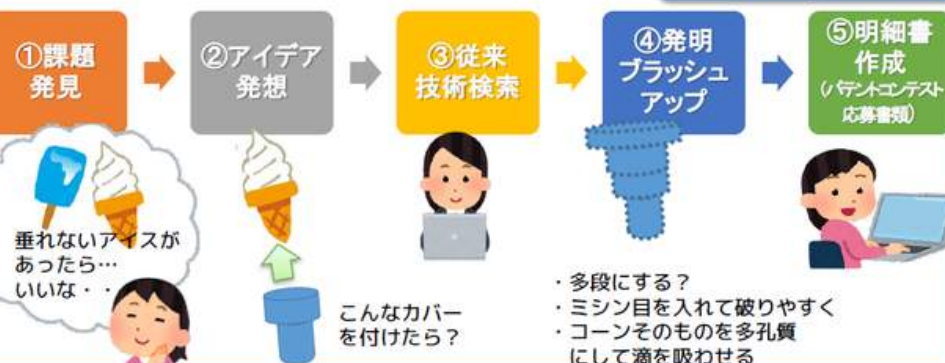 ①課題
発見
②アイデア
発想
③従来
技術検索
④発明
ブラッシュ
アップ
⑤明細書
作成
(パテントコンテスト
応募書類)
垂れないアイスが
あったら…
いいな・・
こんなカバー
を付けたら？
・多段にする？
・ミシン目を入れて破りやすく
・コーンそのものを多孔質
にして滴を吸わせる